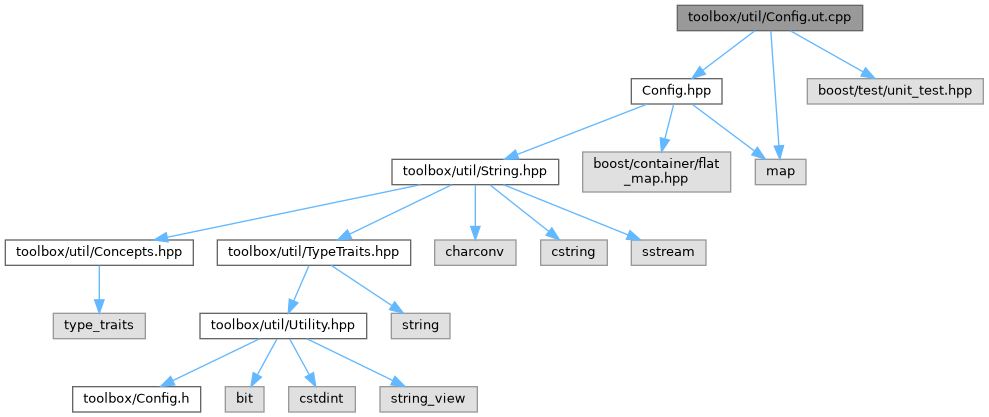 toolbox/util/Config.ut.cpp
Config.hpp
boost/test/unit_test.hpp
toolbox/util/String.hpp
boost/container/flat
_map.hpp
map
toolbox/util/Concepts.hpp
toolbox/util/TypeTraits.hpp
charconv
cstring
sstream
type_traits
toolbox/util/Utility.hpp
string
toolbox/Config.h
bit
cstdint
string_view